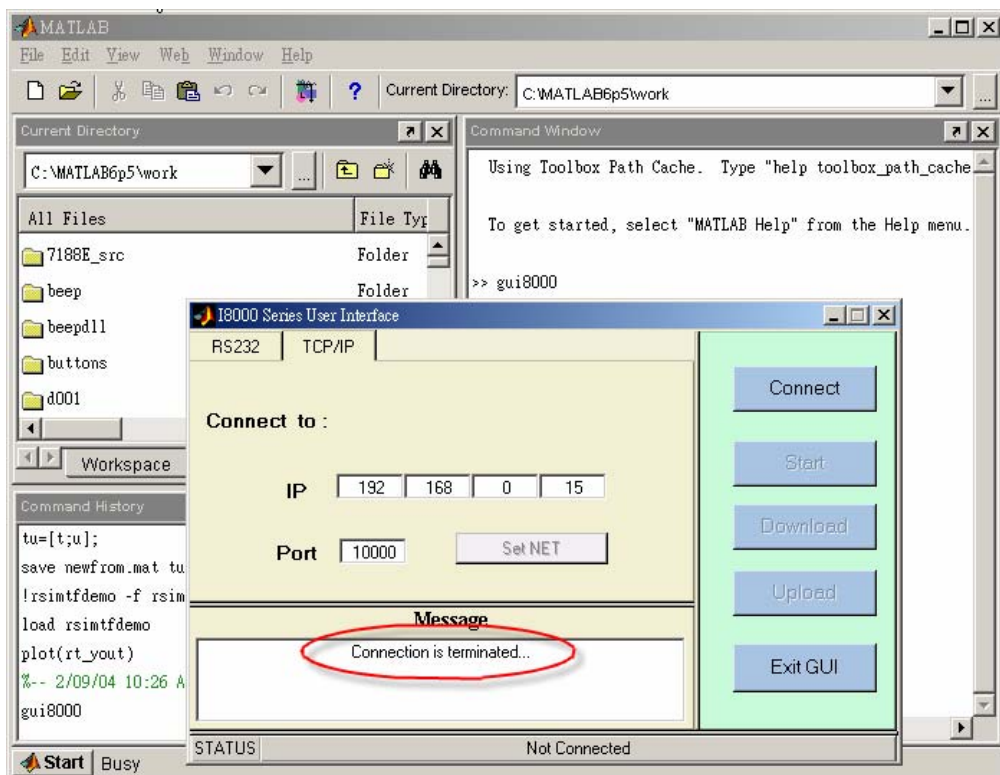 MATLAB
File Edit View Web Window Help
Current Directory: C:\MATLAB6p5\work
...
Current Directory
C:\MATLAB6p5\work
...
All Files File Typ
7188E_src Folder
beep Folder
beepdll
buttons
d001
Workspace
Command History
tu=[t;u];
save newfrom.mat tu
!rsimtfdemo -f rsim
load rsimtfdemo
plot(rt_yout)
%-- 2/09/04 10:26 A
gui8000
Start Busy
Command Window
Using Toolbox Path Cache. Type "help toolbox_path_cache
To get started, select "MATLAB Help" from the Help menu.
>> gui8000
I8000 Series User Interface
RS232 TCP/IP
Connect to :
IP 192 168 0 15
Port 10000 Set NET
Message
Connection is terminated...
Connect
Start
Download
Upload
Exit GUI
STATUS Not Connected